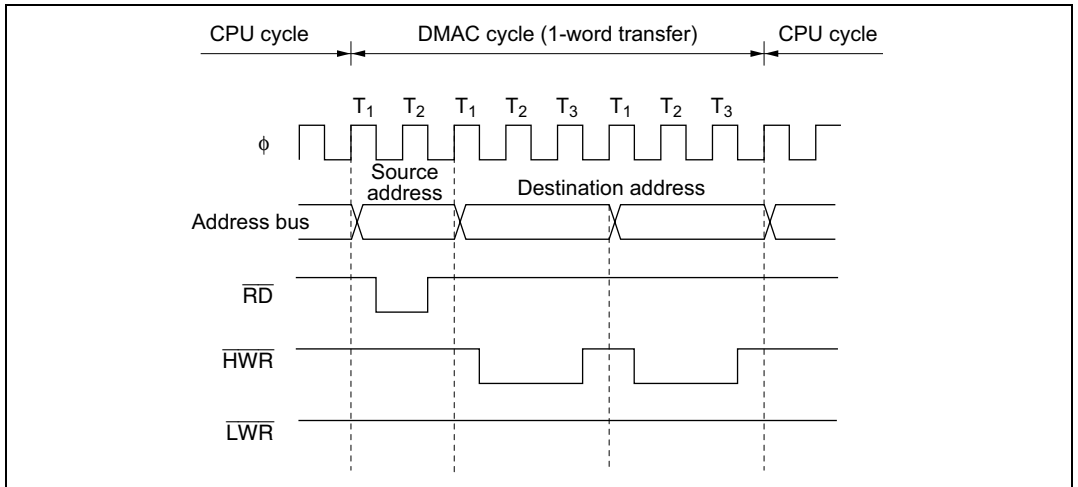 CPU cycle DMAC cycle (1-word transfer) CPU cycle
T1 T2 T1 T2 T3 T1 T2 T3
ϕ
Source
address
Destination address
Address bus
RD
HWR
LWR